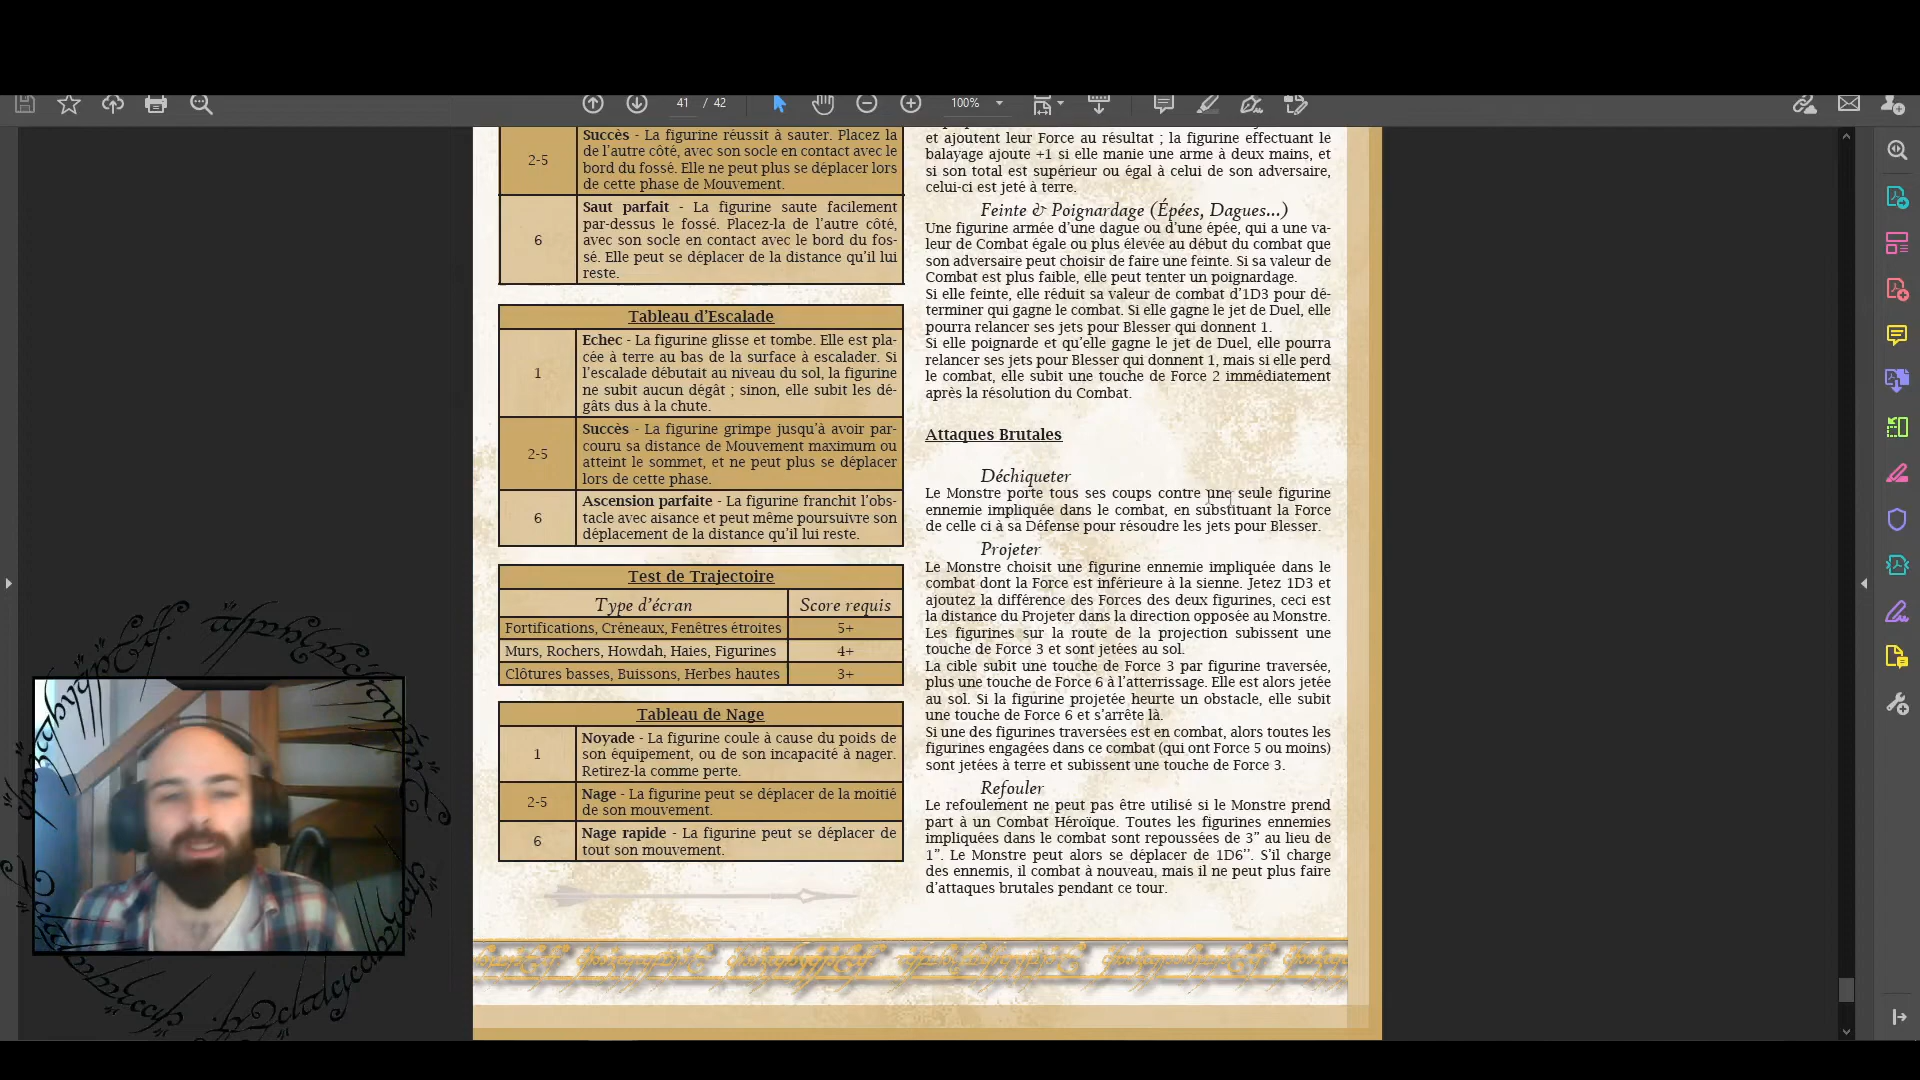 41 / 42
100%
2-5
Succès - La figurine réussit à sauter. Placez la
de l’autre côté, avec son socle en contact avec le
bord du fossé. Elle ne peut plus se déplacer lors
de cette phase de Mouvement.
6
Saut parfait - La figurine saute facilement
par-dessus le fossé. Placez-la de l’autre côté,
avec son socle en contact avec le bord du fos-
sé. Elle peut se déplacer de la distance qu’il lui
reste.
Tableau d’Escalade
1
Echec - La figurine glisse et tombe. Elle est pla-
cée à terre au bas de la surface à escalader. Si
l’escalade débutait au niveau du sol, la figurine
ne subit aucun dégât ; sinon, elle subit les dé-
gâts dus à la chute.
2-5
Succès - La figurine grimpe jusqu’à avoir par-
couru sa distance de Mouvement maximum ou
atteint le sommet, et ne peut plus se déplacer
lors de cette phase.
6
Ascension parfaite - La figurine franchit l’obs-
tacle avec aisance et peut même poursuivre son
déplacement de la distance qu’il lui reste.
Test de Trajectoire
Type d’écran Score requis
Fortifications, Créneaux, Fenêtres étroites 5+
Murs, Rochers, Howdah, Haies, Figurines 4+
Clôtures basses, Buissons, Herbes hautes 3+
Tableau de Nage
1
Noyade - La figurine coule à cause du poids de
son équipement, ou de son incapacité à nager.
Retirez-la comme perte.
2-5
Nage - La figurine peut se déplacer de la moitié
de son mouvement.
6
Nage rapide - La figurine peut se déplacer de
tout son mouvement.
et ajoutent leur Force au résultat ; la figurine effectuant le
balayage ajoute +1 si elle manie une arme à deux mains, et
si son total est supérieur ou égal à celui de son adversaire,
celui-ci est jeté à terre.
Feinte & Poignardage (Épées, Dagues...)
Une figurine armée d’une dague ou d’une épée, qui a une va-
leur de Combat égale ou plus élevée au début du combat que
son adversaire peut choisir de faire une feinte. Si sa valeur de
Combat est plus faible, elle peut tenter un poignardage.
Si elle feinte, elle réduit sa valeur de combat d’1D3 pour dé-
terminer qui gagne le combat. Si elle gagne le jet de Duel, elle
pourra relancer ses jets pour Blesser qui donnent 1.
Si elle poignarde et qu’elle gagne le jet de Duel, elle pourra
relancer ses jets pour Blesser qui donnent 1, mais si elle perd
le combat, elle subit une touche de Force 2 immédiatement
après la résolution du Combat.
Attaques Brutales
Déchiqueter
Le Monstre porte tous ses coups contre une seule figurine
ennemie impliquée dans le combat, en substituant la Force
de celle ci à sa Défense pour résoudre les jets pour Blesser.
Projeter
Le Monstre choisit une figurine ennemie impliquée dans le
combat dont la Force est inférieure à la sienne. Jetez 1D3 et
ajoutez la différence des Forces des deux figurines, ceci est
la distance du Projeter dans la direction opposée au Monstre.
Les figurines sur la route de la projection subissent une
touche de Force 3 et sont jetées au sol.
La cible subit une touche de Force 3 par figurine traversée,
plus une touche de Force 6 à l’atterrissage. Elle est alors jetée
au sol. Si la figurine projetée heurte un obstacle, elle subit
une touche de Force 6 et s’arrête là.
Si une des figurines traversées est en combat, alors toutes les
figurines engagées dans ce combat (qui ont Force 5 ou moins)
sont jetées à terre et subissent une touche de Force 3.
Refouler
Le refoulement ne peut pas être utilisé si le Monstre prend
part à un Combat Héroïque. Toutes les figurines ennemies
impliquées dans le combat sont repoussées de 3” au lieu de
1”. Le Monstre peut alors se déplacer de 1D6’’. S’il charge
des ennemis, il combat à nouveau, mais il ne peut plus faire
d’attaques brutales pendant ce tour.